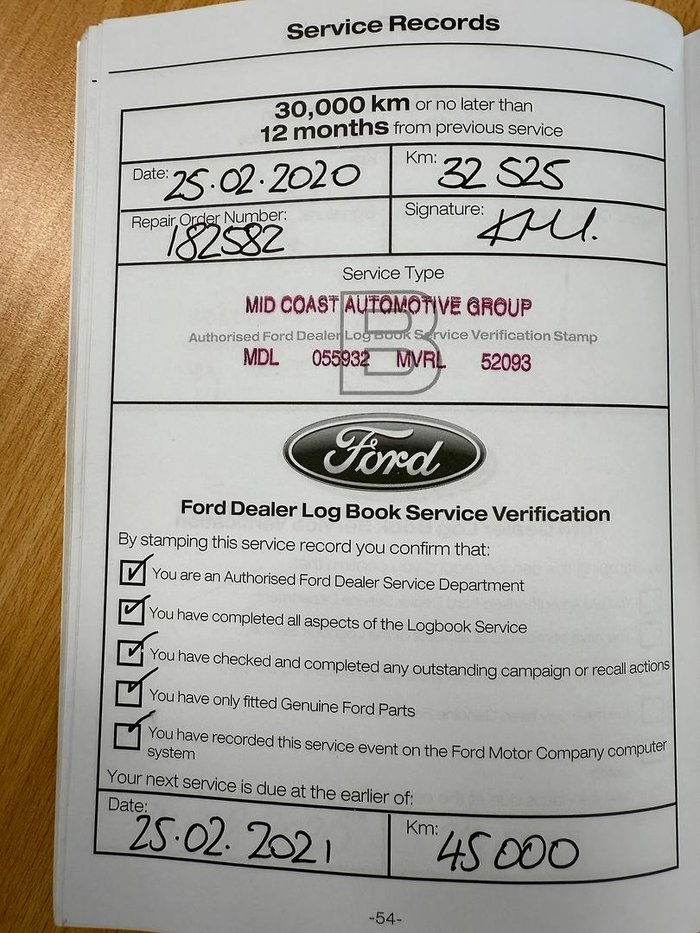 Service Records
30,000 km or no later than
12 months from previous service
Date: 25.02.2020
Km: 32 525
Repair Order Number: 182582
Signature:
Service Type
B
MID COAST AUTOMOTIVE GROUP
Authorised Ford Dealer Log Book Service Verification Stamp
MDL 055932 MVRL 52093
Ford
Ford Dealer Log Book Service Verification
By stamping this service record you confirm that:
You are an Authorised Ford Dealer Service Department
You have completed all aspects of the Logbook Service
You have checked and completed any outstanding campaign or recall actions
You have only fitted Genuine Ford Parts
You have recorded this service event on the Ford Motor Company computer
system
Your next service is due at the earlier of:
Date: 25.02.2021
Km: 45000
-54-